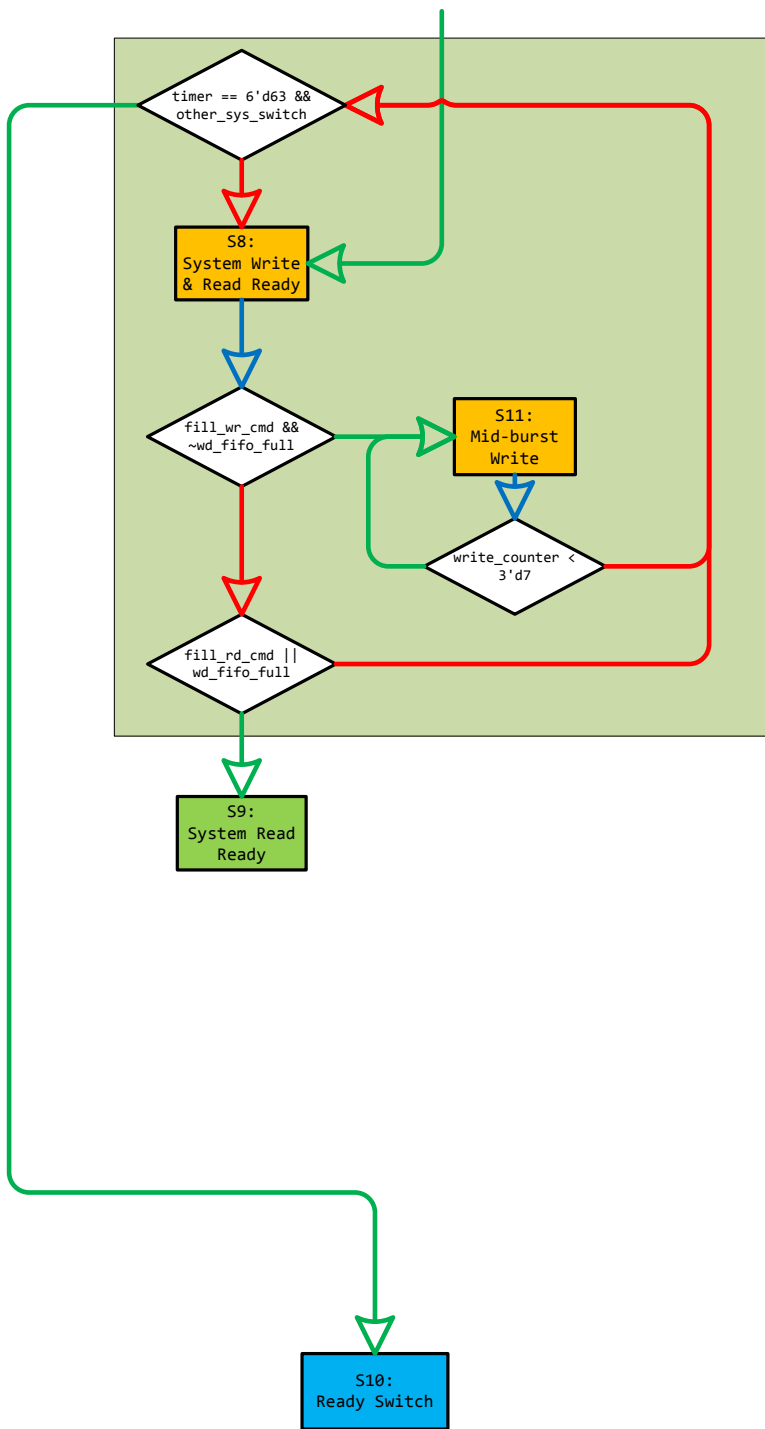 timer == 6'd63 &&
other_sys_switch
S8:
System Write
& Read Ready
fill_wr_cmd &&
~wd_fifo_full
S11:
Mid-burst
Write
write_counter <
3'd7
fill_rd_cmd ||
wd_fifo_full
S9:
System Read
Ready
S10:
Ready Switch